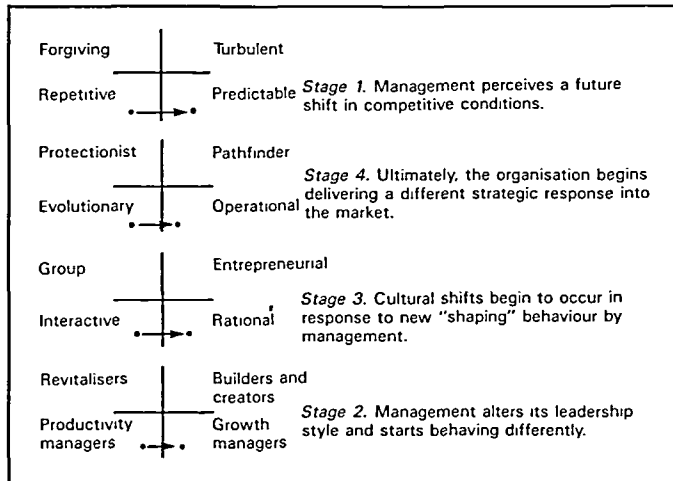 Forgiving Turbulent
Repetitive Predictable Stage 1. Management perceives a future
shift in competitive conditions.
Protectionist Pathfinder
Stage 4. Ultimately, the organisation begins
delivering a different strategic response into
the market.
Evolutionary Operational
Group Entrepreneurial
Stage 3. Cultural shifts begin to occur in
response to new "shaping" behaviour by
management.
Interactive Rational
Revitalisers Builders and
creators
Stage 2. Management alters its leadership
style and starts behaving differently.
Productivity Growth
managers managers